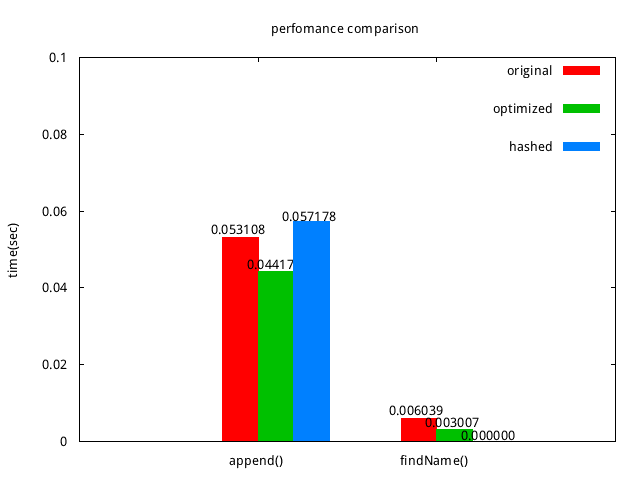 perfomance comparison
0.1
0.08
0.06
0.04
0.02
0
time(sec)
original
optimized
hashed
0.053108
0.04417
0.057178
0.006039
0.003007
0.000000
append()
findName()